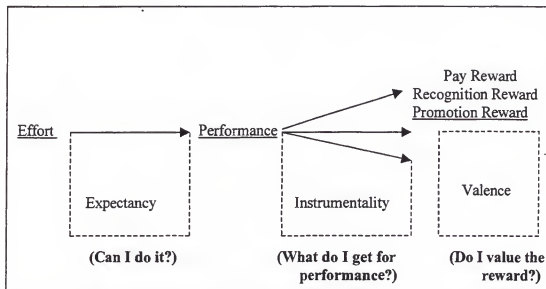 Pay Reward
Recognition Reward
Promotion Reward
Effort
Performance
Expectancy
Instrumentality
Valence
(Can I do it?)
(What do I get for
performance?)
(Do I value the
reward?)